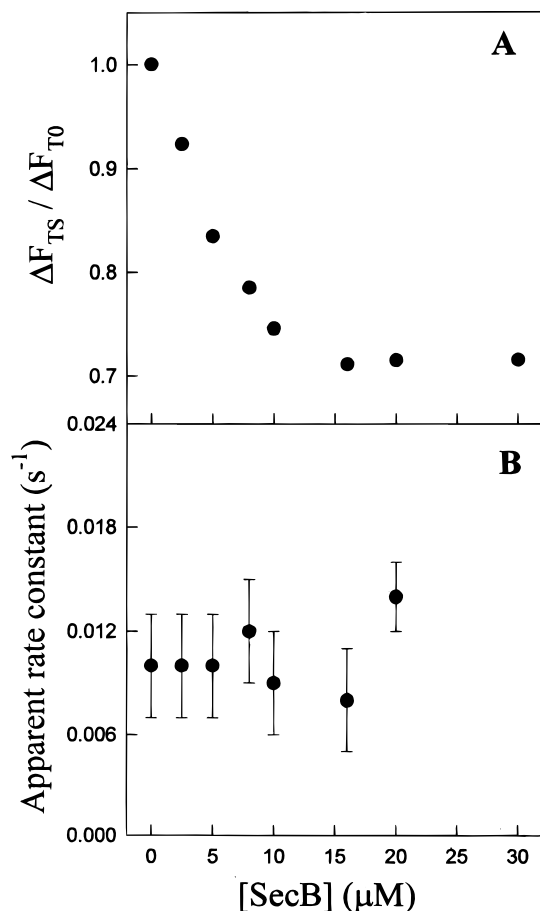 A
1.0
0.9
0.8
0.7
ΔF_TS / ΔF_T0
B
0.024
0.018
0.012
0.006
0.000
Apparent rate constant (s⁻¹)
0 5 10 15 20 25 30
[SecB] (μM)